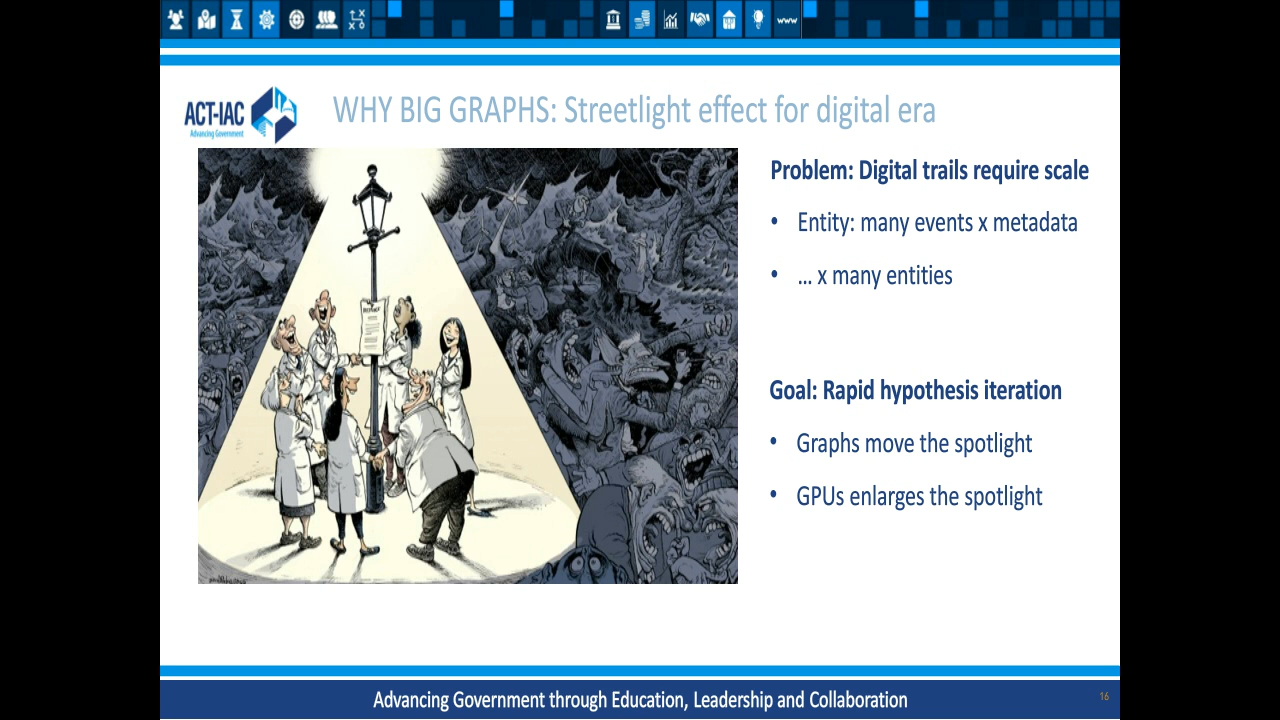 www
ACT-IAC
Advancing Government
WHY BIG GRAPHS: Streetlight effect for digital era
Problem: Digital trails require scale
• Entity: many events x metadata
• ... x many entities
Goal: Rapid hypothesis iteration
• Graphs move the spotlight
• GPUs enlarges the spotlight
Advancing Government through Education, Leadership and Collaboration
16